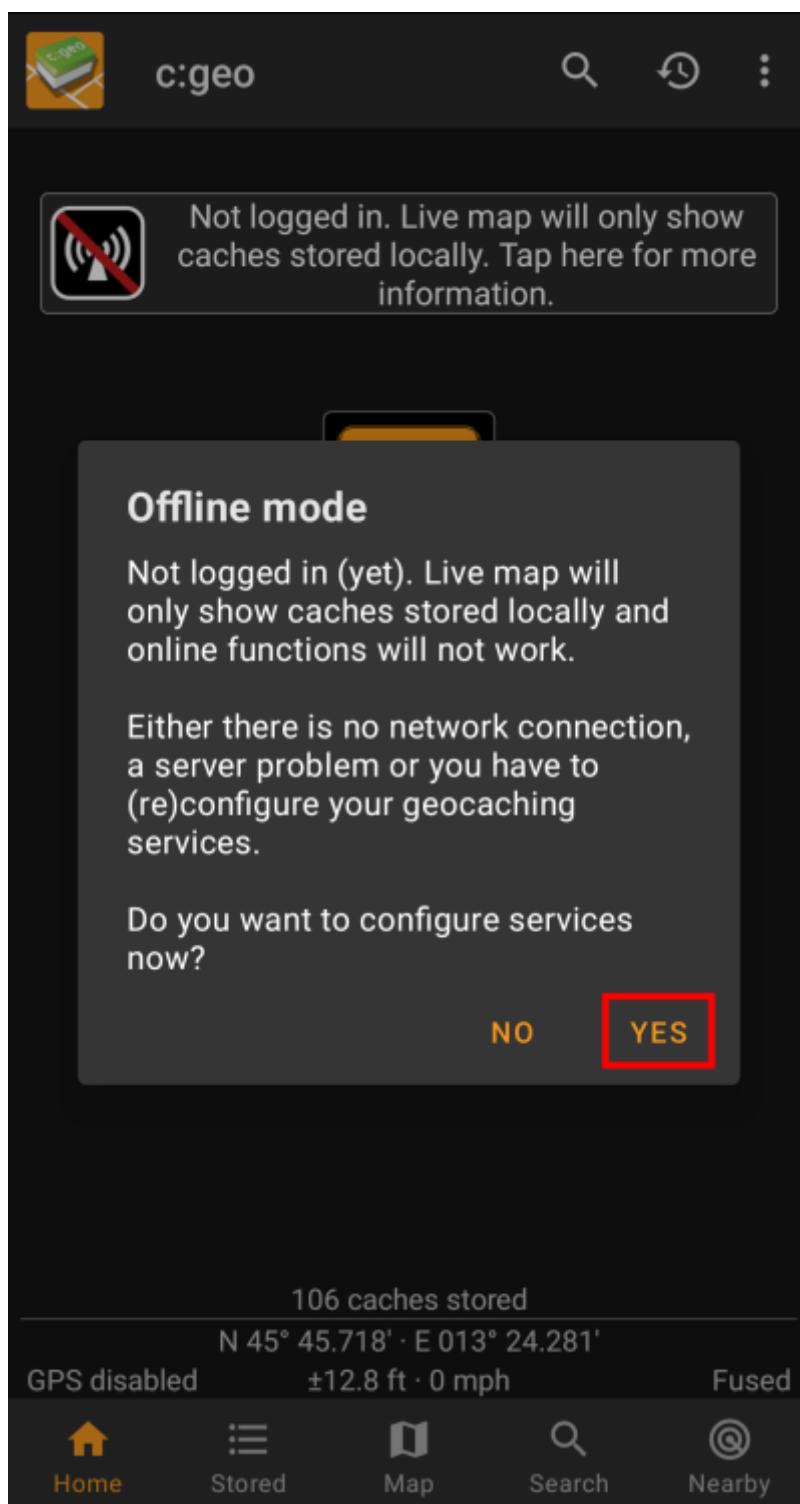 c:geo
c:geo
Not logged in. Live map will only show
caches stored locally. Tap here for more
information.
Offline mode
Not logged in (yet). Live map will
only show caches stored locally and
online functions will not work.
Either there is no network connection,
a server problem or you have to
(re)configure your geocaching
services.
Do you want to configure services
now?
NO YES
106 caches stored
N 45° 45.718' · E 013° 24.281'
GPS disabled ±12.8 ft · 0 mph Fused
Home Stored Map Search Nearby